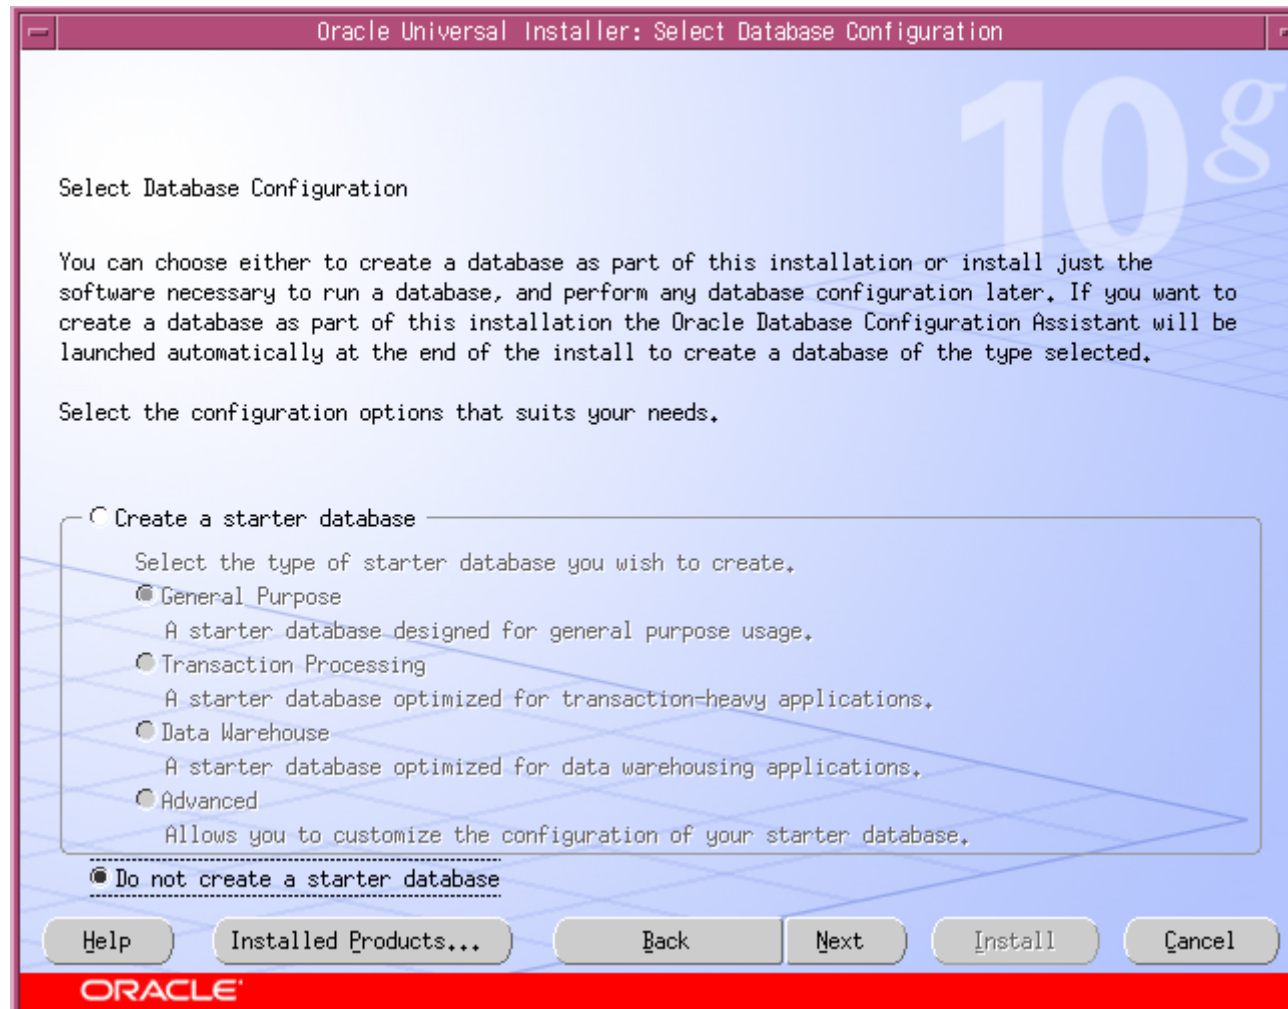 Oracle Universal Installer: Select Database Configuration
10g
Select Database Configuration
You can choose either to create a database as part of this installation or install just the
software necessary to run a database, and perform any database configuration later. If you want to
create a database as part of this installation the Oracle Database Configuration Assistant will be
launched automatically at the end of the install to create a database of the type selected.
Select the configuration options that suits your needs.
Create a starter database
Select the type of starter database you wish to create.
General Purpose
A starter database designed for general purpose usage.
Transaction Processing
A starter database optimized for transaction-heavy applications.
Data Warehouse
A starter database optimized for data warehousing applications.
Advanced
Allows you to customize the configuration of your starter database.
Do not create a starter database
Help Installed Products... Back Next Install Cancel
ORACLE